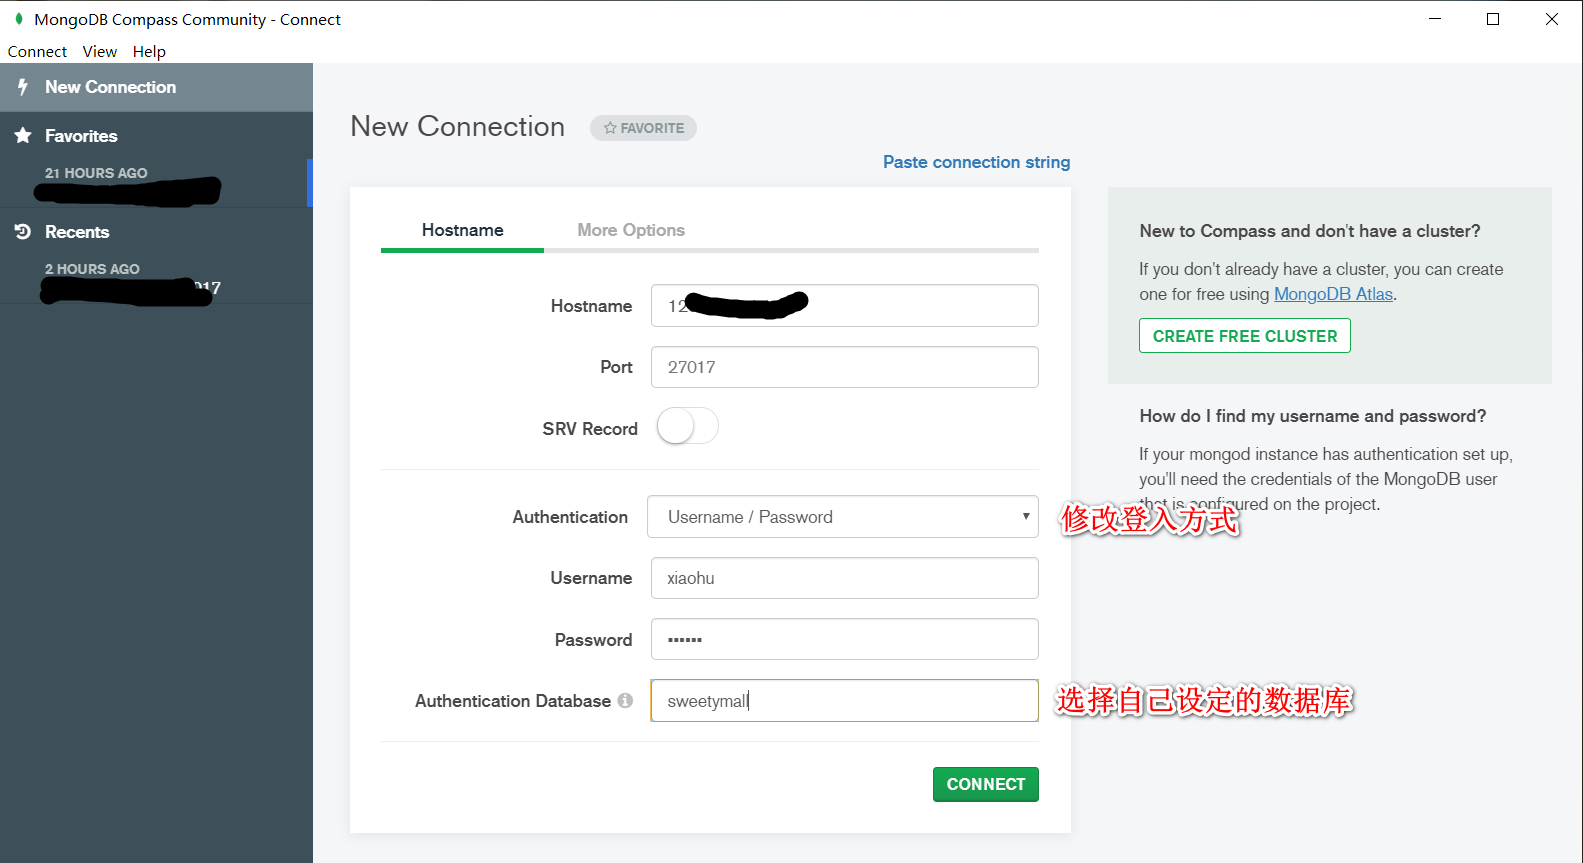 MongoDB Compass Community - Connect
Connect View Help
New Connection
Favorites
21 HOURS AGO
Recents
2 HOURS AGO
17
New Connection
FAVORITE
Paste connection string
Hostname More Options
Hostname 12
Port 27017
SRV Record
Authentication Username / Password
修改登入方式
Username xiaohu
Password ••••••
Authentication Database sweetymall
选择自己设定的数据库
CONNECT
New to Compass and don't have a cluster?
If you don't already have a cluster, you can create
one for free using MongoDB Atlas.
CREATE FREE CLUSTER
How do I find my username and password?
If your mongod instance has authentication set up,
you'll need the credentials of the MongoDB user
that is configured on the project.